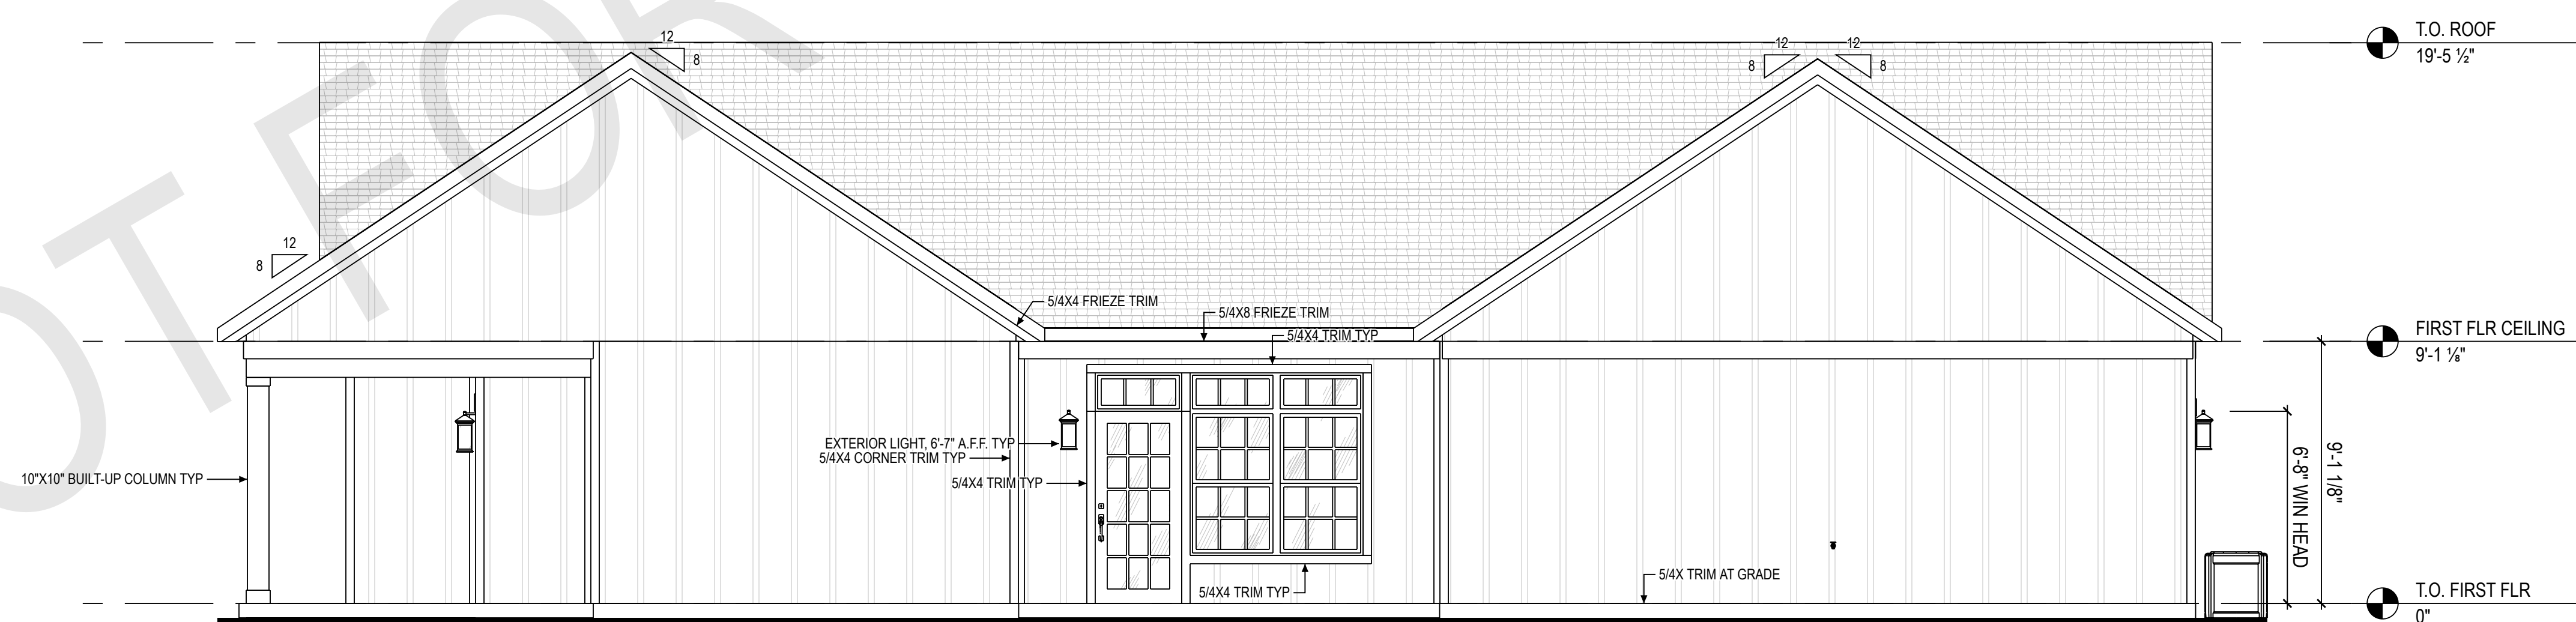 OT FOR
12
8
12
8
12
8
12
8
T.O. ROOF
19'-5 ½"
5/4X4 FRIEZE TRIM
5/4X8 FRIEZE TRIM
5/4X4 TRIM TYP
FIRST FLR CEILING
9'-1 ⅛"
EXTERIOR LIGHT, 6'-7" A.F.F. TYP
5/4X4 CORNER TRIM TYP
10"X10" BUILT-UP COLUMN TYP
5/4X4 TRIM TYP
6'-8" WIN HEAD
9'-1 1/8"
5/4X TRIM AT GRADE
5/4X4 TRIM TYP
T.O. FIRST FLR
0"